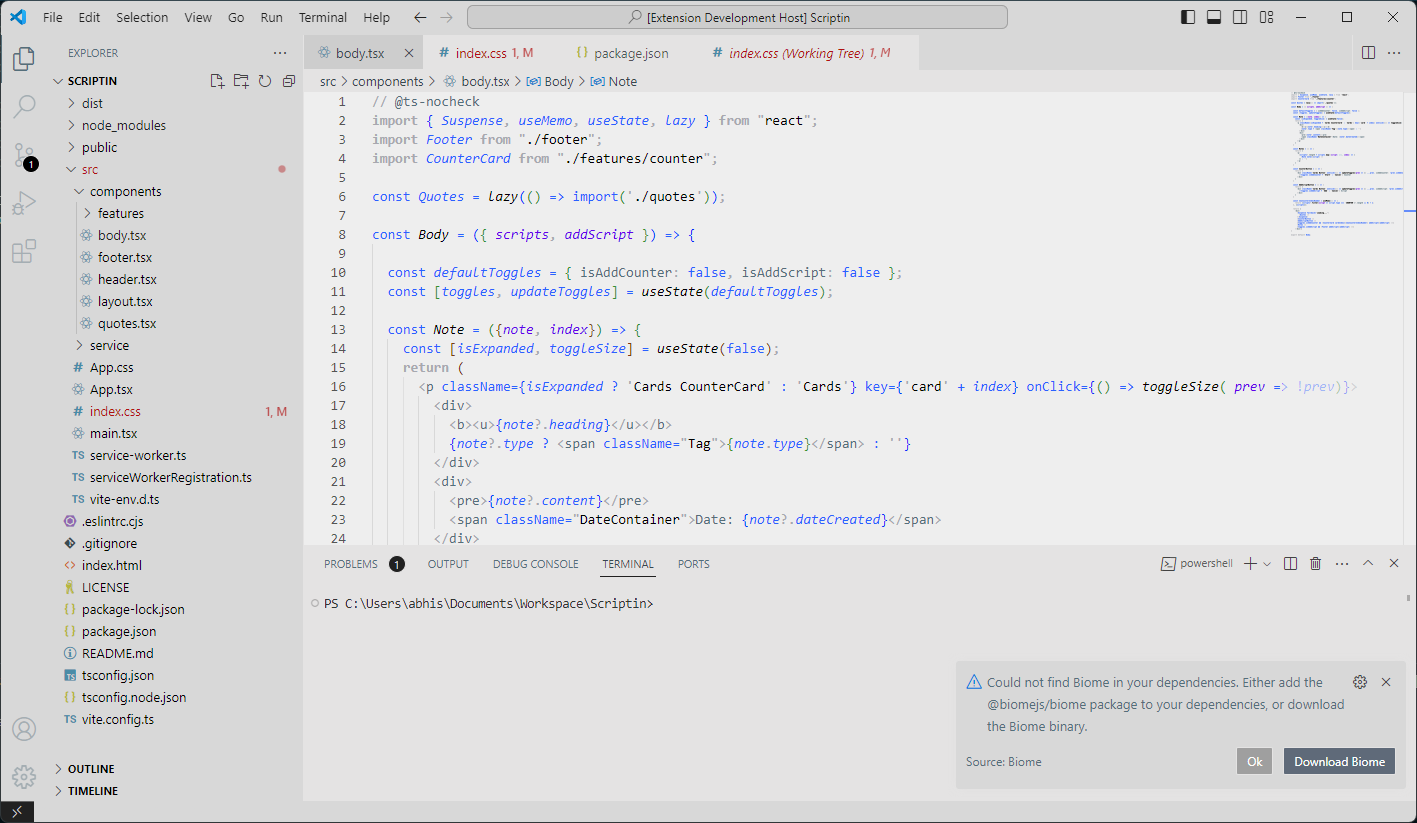 File Edit Selection View Go Run Terminal Help
[Extension Development Host] Scriptin
EXPLORER
SCRIPTIN
dist
node_modules
public
src
components
features
body.tsx
footer.tsx
header.tsx
layout.tsx
quotes.tsx
service
App.css
App.tsx
index.css 1, M
main.tsx
service-worker.ts
serviceWorkerRegistration.ts
vite-env.d.ts
.eslintrc.cjs
.gitignore
index.html
LICENSE
package-lock.json
package.json
README.md
tsconfig.json
tsconfig.node.json
vite.config.ts
OUTLINE
TIMELINE
1
body.tsx index.css 1, M package.json index.css (Working Tree) 1, M
src > components > body.tsx > Body > Note
1 // @ts-nocheck
2 import { Suspense, useMemo, useState, lazy } from "react";
3 import Footer from "./footer";
4 import CounterCard from "./features/counter";
5
6 const Quotes = lazy(() => import('./quotes'));
7
8 const Body = ({ scripts, addScript }) => {
9
10 const defaultToggles = { isAddCounter: false, isAddScript: false };
11 const [toggles, updateToggles] = useState(defaultToggles);
12
13 const Note = ({note, index}) => {
14 const [isExpanded, toggleSize] = useState(false);
15 return (
16 <p className={isExpanded ? 'Cards CounterCard' : 'Cards'} key={'card' + index} onClick={() => toggleSize( prev => !prev)}>
17 <div>
18 <b><u>{note?.heading}</u></b>
19 {note?.type ? <span className="Tag">{note.type}</span> : ''}
20 </div>
21 <div>
22 <pre>{note?.content}</pre>
23 <span className="DateContainer">Date: {note?.dateCreated}</span>
24 </div>
PROBLEMS 1 OUTPUT DEBUG CONSOLE TERMINAL PORTS powershell
PS C:\Users\abhis\Documents\Workspace\Scriptin>
Could not find Biome in your dependencies. Either add the
@biomejs/biome package to your dependencies, or download
the Biome binary.
Source: Biome
Ok
Download Biome